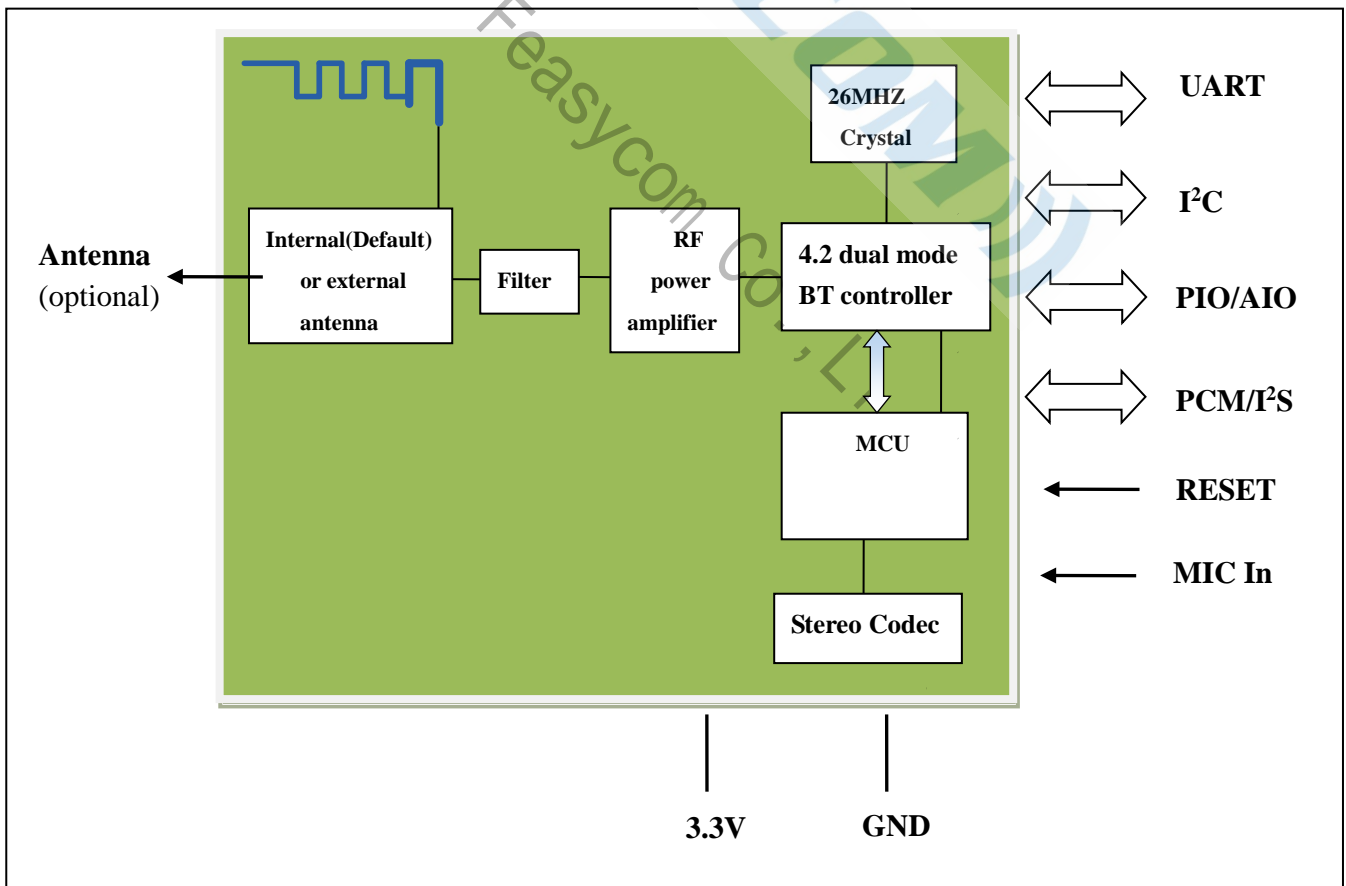 26MHZ
Crystal
UART
I²C
Internal(Default)
or external
antenna
Filter
RF
power
amplifier
4.2 dual mode
BT controller
Antenna
(optional)
PIO/AIO
PCM/I²S
MCU
RESET
MIC In
Stereo Codec
3.3V
GND
Feasycom Co., L